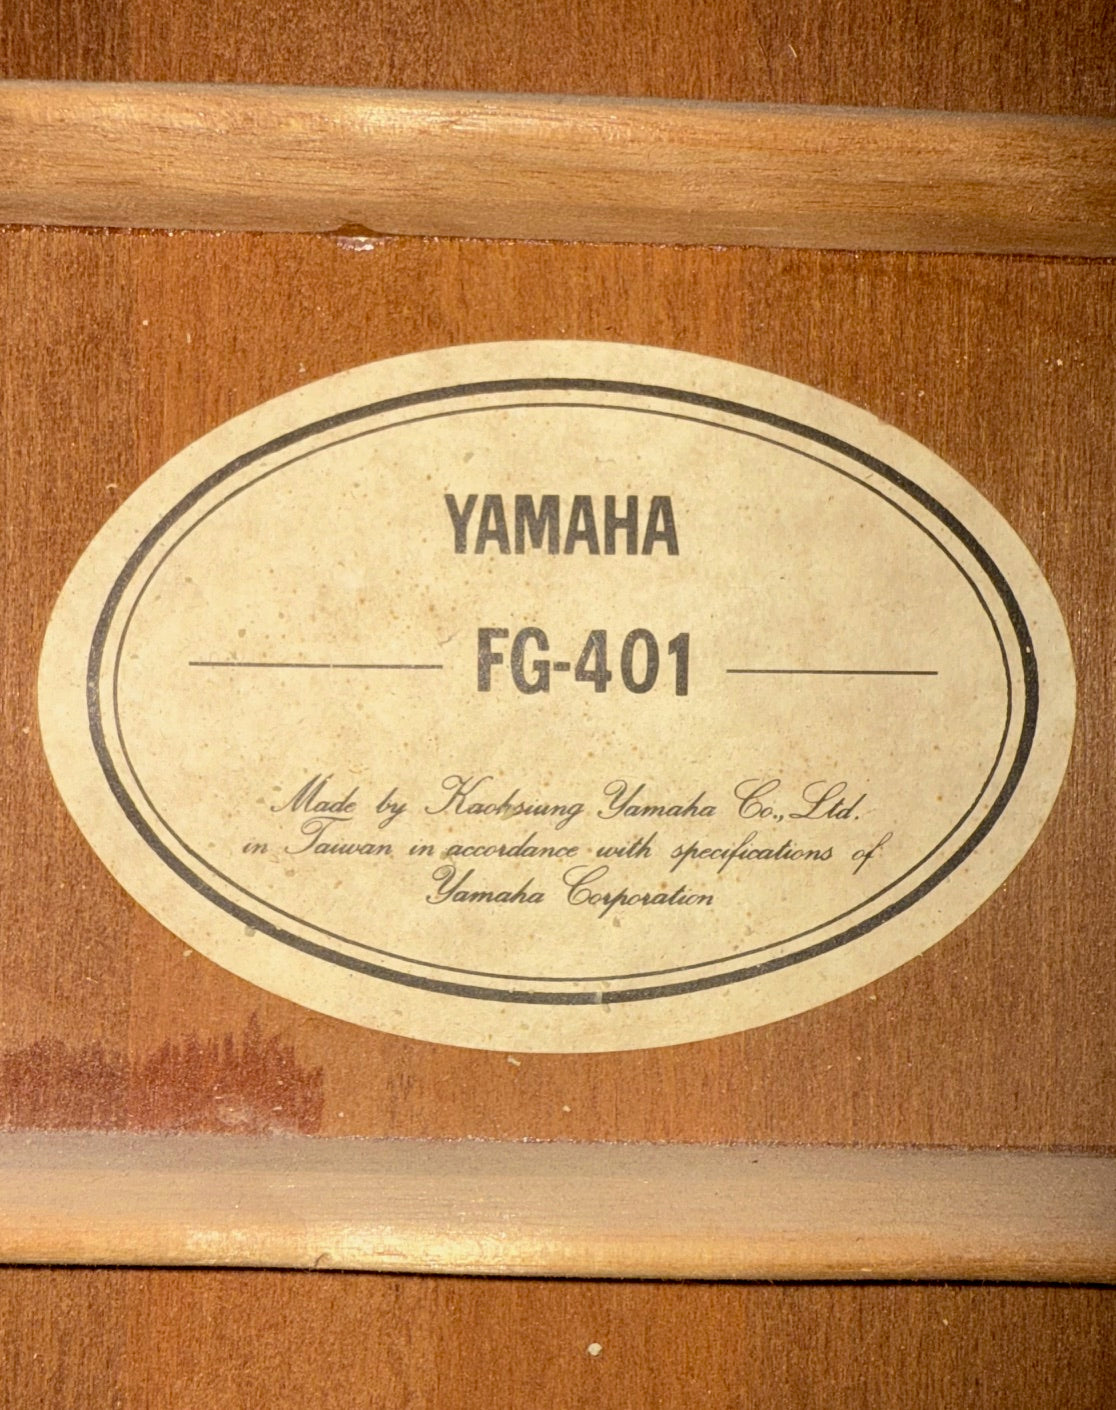 YAMAHA
FG-401
Made by Kaohsiung Yamaha Co., Ltd.
in Taiwan in accordance with specifications of
Yamaha Corporation